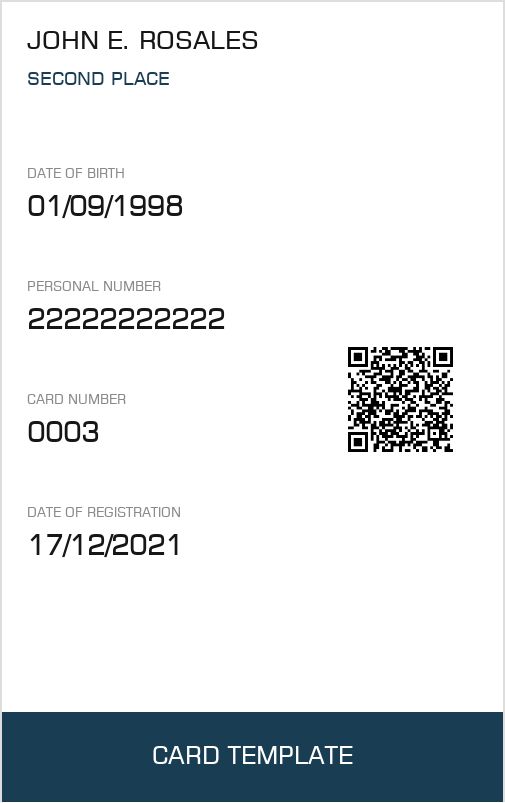 JOHN E. ROSALES
SECOND PLACE
DATE OF BIRTH
01/09/1998
PERSONAL NUMBER
22222222222
CARD NUMBER
0003
DATE OF REGISTRATION
17/12/2021
CARD TEMPLATE